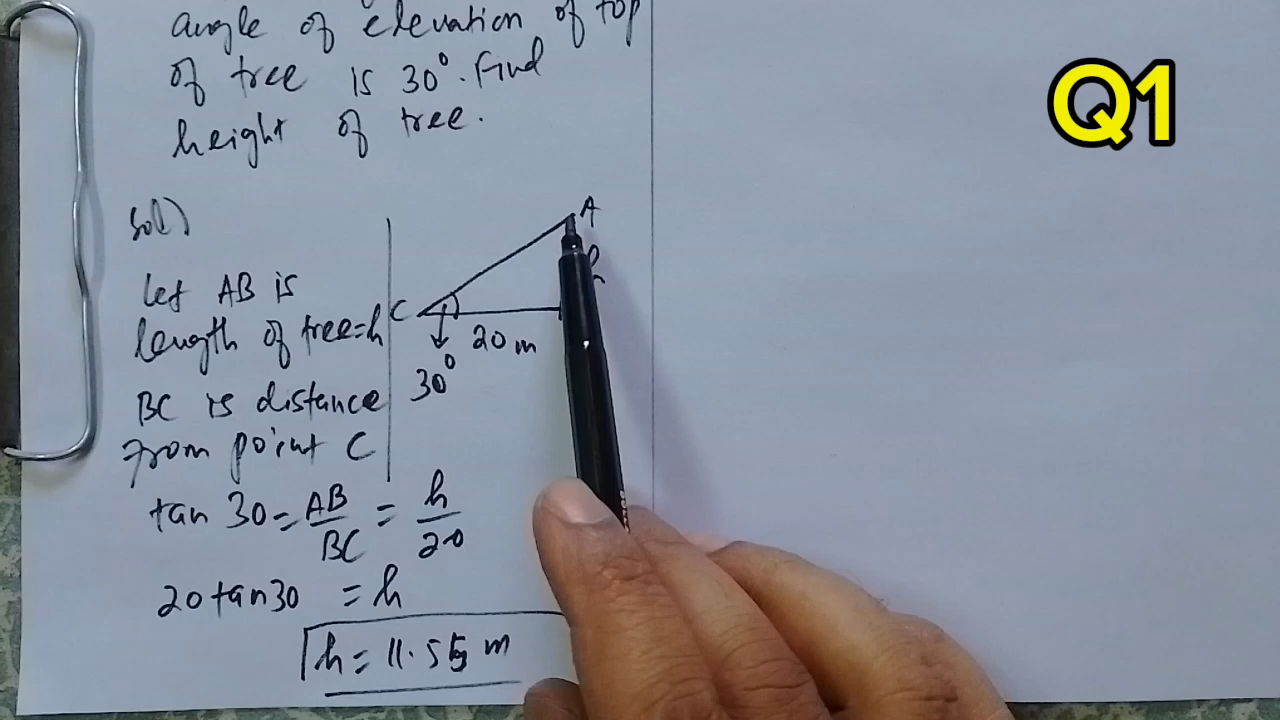 angle of elevation of top
of tree is 30°. Find
height of tree.
Sol)
Let AB is
length of tree=h
BC is distance
from point C
A
h
C
20 m
30°
tan 30 = AB/BC = h/20
20 tan 30 = h
h = 11.55 m
Q1